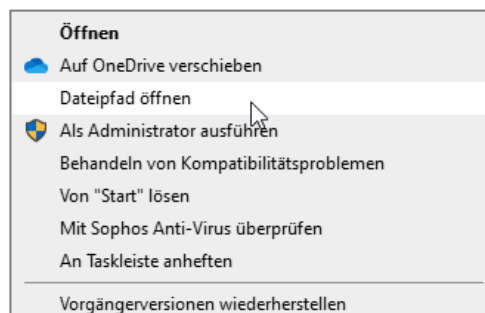 Öffnen
Auf OneDrive verschieben
Dateipfad öffnen
Als Administrator ausführen
Behandeln von Kompatibilitätsproblemen
Von "Start" lösen
Mit Sophos Anti-Virus überprüfen
An Taskleiste anheften
Vorgängerversionen wiederherstellen